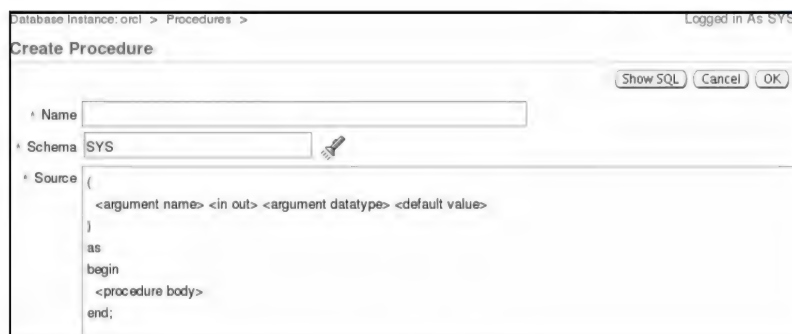 Database Instance: orcl > Procedures > Logged in As SYS
Create Procedure
Show SQL Cancel OK
* Name
* Schema SYS
* Source (
<argument name> <in out> <argument datatype> <default value>
)
as
begin
<procedure body>
end;